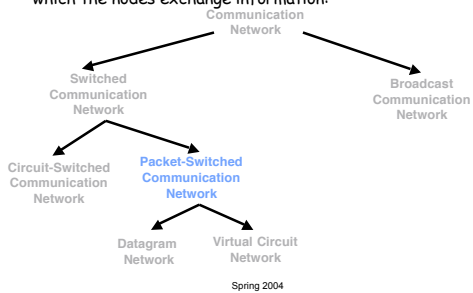 which the nodes exchange information:
Communication
Network
Switched
Communication
Network
Broadcast
Communication
Network
Circuit-Switched
Communication
Network
Packet-Switched
Communication
Network
Datagram
Network
Virtual Circuit
Network
Spring 2004